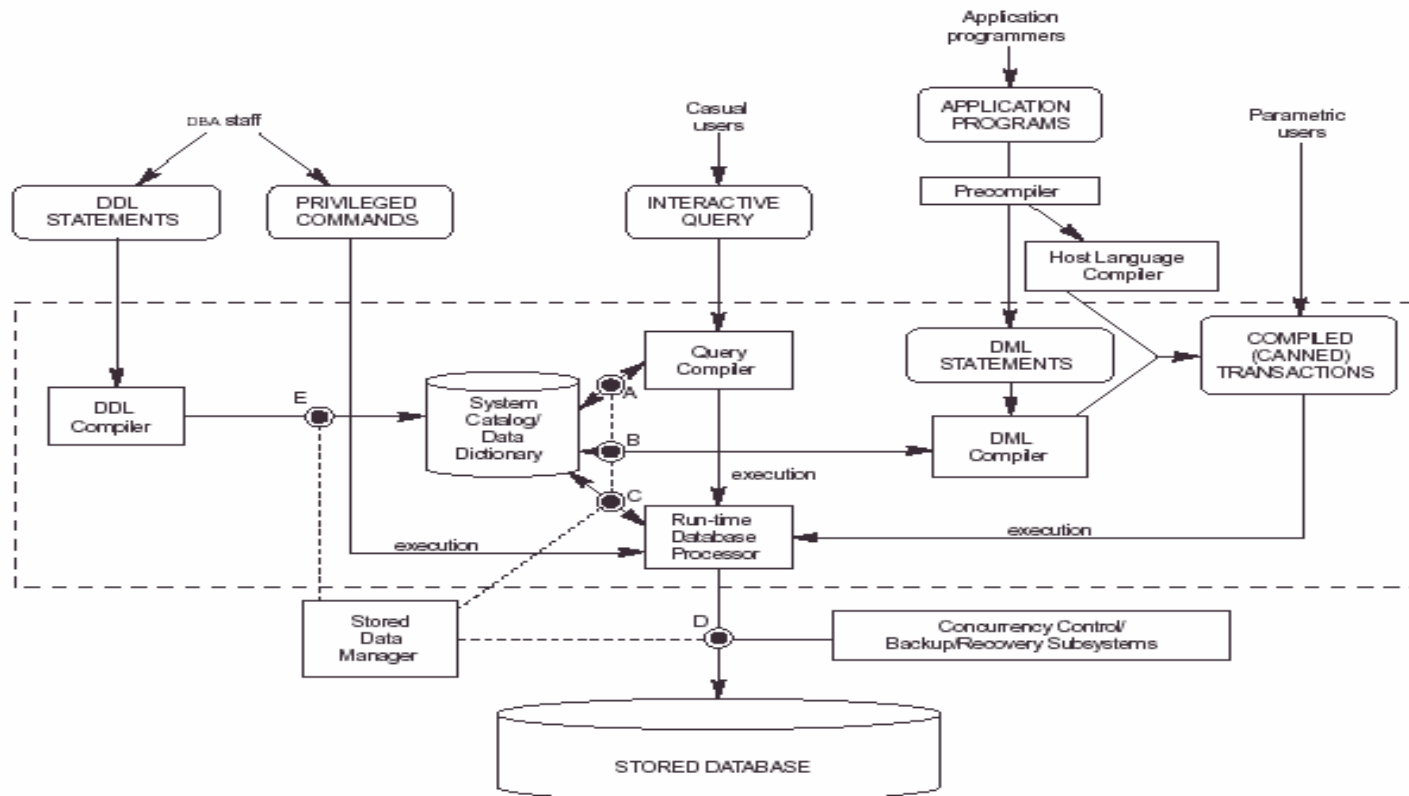 Application
programmers
DBA staff
Casual
users
APPLICATION
PROGRAMS
Parametric
users
DDL
STATEMENTS
PRIVILEGED
COMMANDS
INTERACTIVE
QUERY
Precompiler
Host Language
Compiler
Query
Compiler
DML
STATEMENTS
COMPILED
(CANNED)
TRANSACTIONS
DDL
Compiler
E
System
Catalog/
Data
Dictionary
A
B
C
DML
Compiler
execution
Run-time
Database
Processor
execution
execution
Stored
Data
Manager
D
Concurrency Control/
Backup/Recovery Subsystems
STORED DATABASE